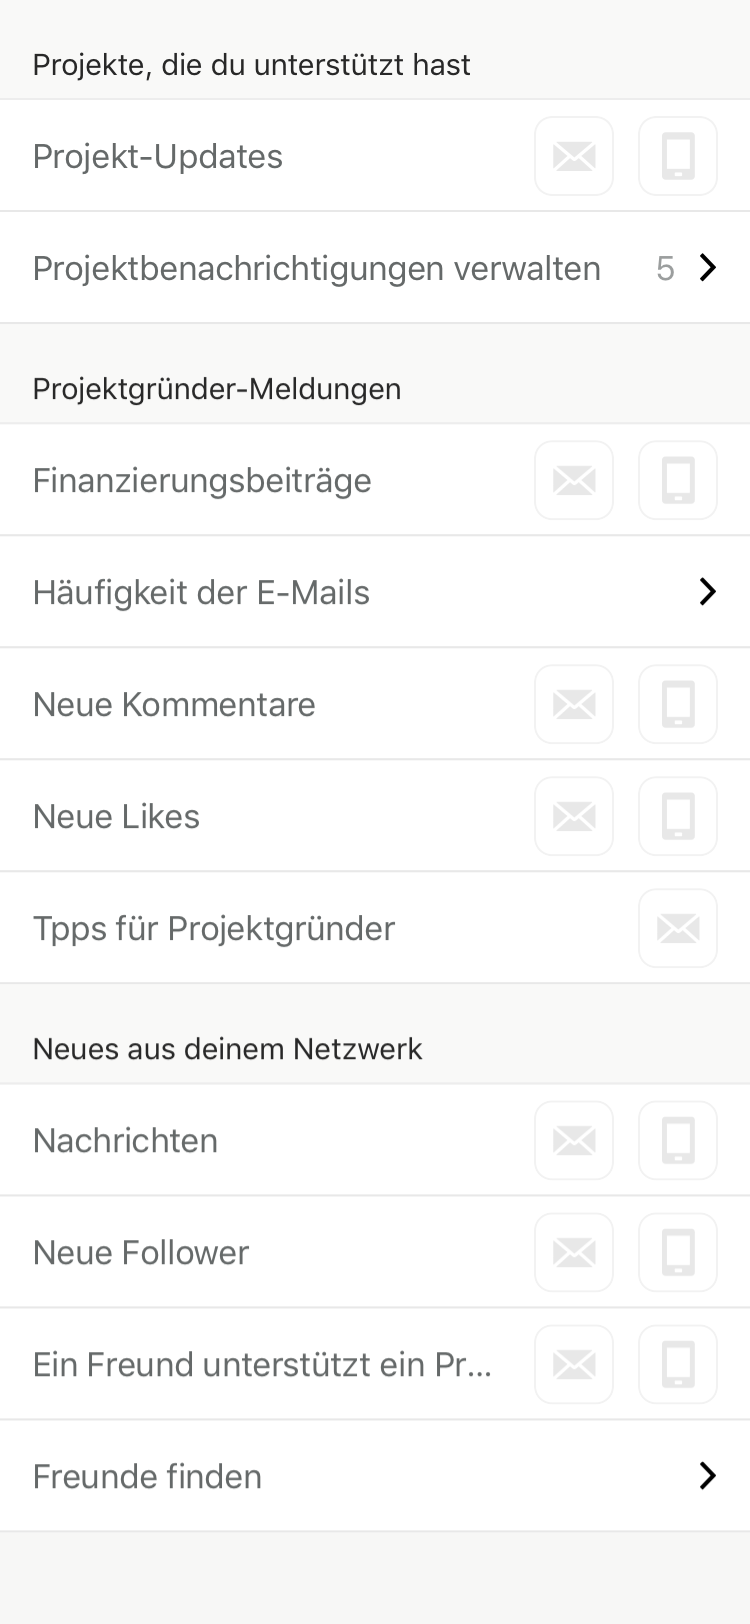 Projekte, die du unterstützt hast
Projekt-Updates
Projektbenachrichtigungen verwalten 5
Projektgründer-Meldungen
Finanzierungsbeiträge
Häufigkeit der E-Mails
Neue Kommentare
Neue Likes
Tpps für Projektgründer
Neues aus deinem Netzwerk
Nachrichten
Neue Follower
Ein Freund unterstützt ein Pr...
Freunde finden